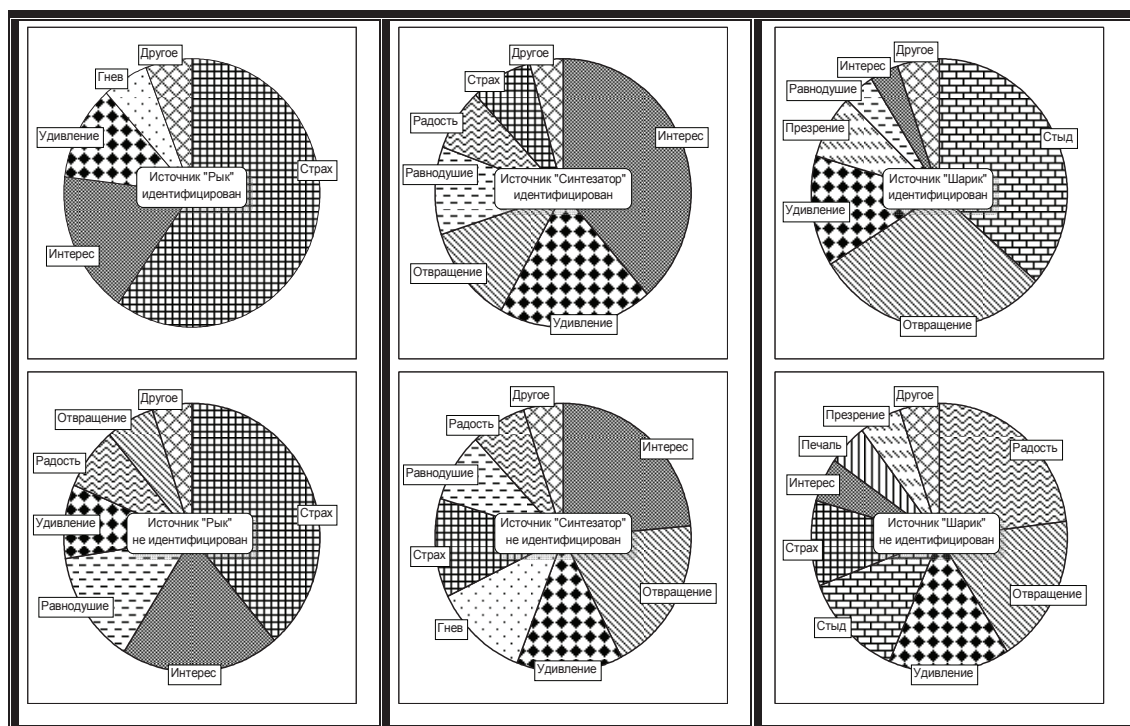 Другое
Гнев
Удивление
Страх
Источник "Рык"
идентифицирован
Интерес
Другое
Страх
Интерес
Радость
Равнодушие
Источник "Синтезатор"
идентифицирован
Отвращение
Удивление
Другое
Интерес
Равнодушие
Стыд
Презрение
Источник "Шарик"
идентифицирован
Удивление
Отвращение
Другое
Отвращение
Радость
Страх
Удивление
Источник "Рык"
не идентифицирован
Равнодушие
Интерес
Другое
Радость
Интерес
Равнодушие
Источник "Синтезатор"
не идентифицирован
Страх
Отвращение
Гнев
Удивление
Другое
Презрение
Печаль
Радость
Интерес
Источник "Шарик"
не идентифицирован
Страх
Отвращение
Стыд
Удивление